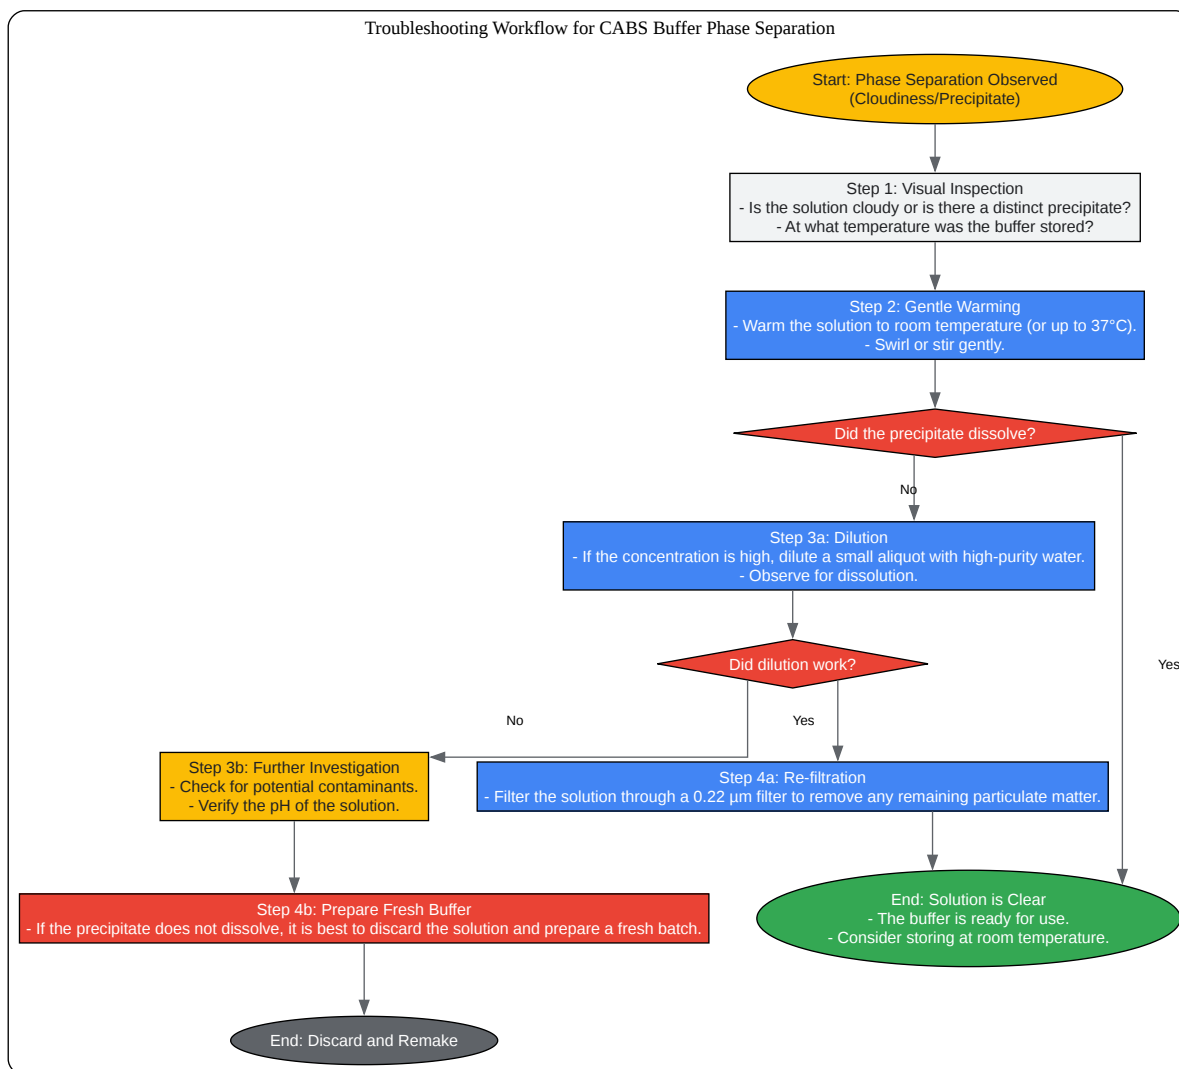 Troubleshooting Workflow for CABS Buffer Phase Separation
Start: Phase Separation Observed
(Cloudiness/Precipitate)
Step 1: Visual Inspection
- Is the solution cloudy or is there a distinct precipitate?
- At what temperature was the buffer stored?
Step 2: Gentle Warming
- Warm the solution to room temperature (or up to 37°C).
- Swirl or stir gently.
Did the precipitate dissolve?
No
Step 3a: Dilution
- If the concentration is high, dilute a small aliquot with high-purity water.
- Observe for dissolution.
Did dilution work?
Yes
No
Yes
Step 3b: Further Investigation
- Check for potential contaminants.
- Verify the pH of the solution.
Step 4a: Re-filtration
- Filter the solution through a 0.22 µm filter to remove any remaining particulate matter.
Step 4b: Prepare Fresh Buffer
- If the precipitate does not dissolve, it is best to discard the solution and prepare a fresh batch.
End: Solution is Clear
- The buffer is ready for use.
- Consider storing at room temperature.
End: Discard and Remake